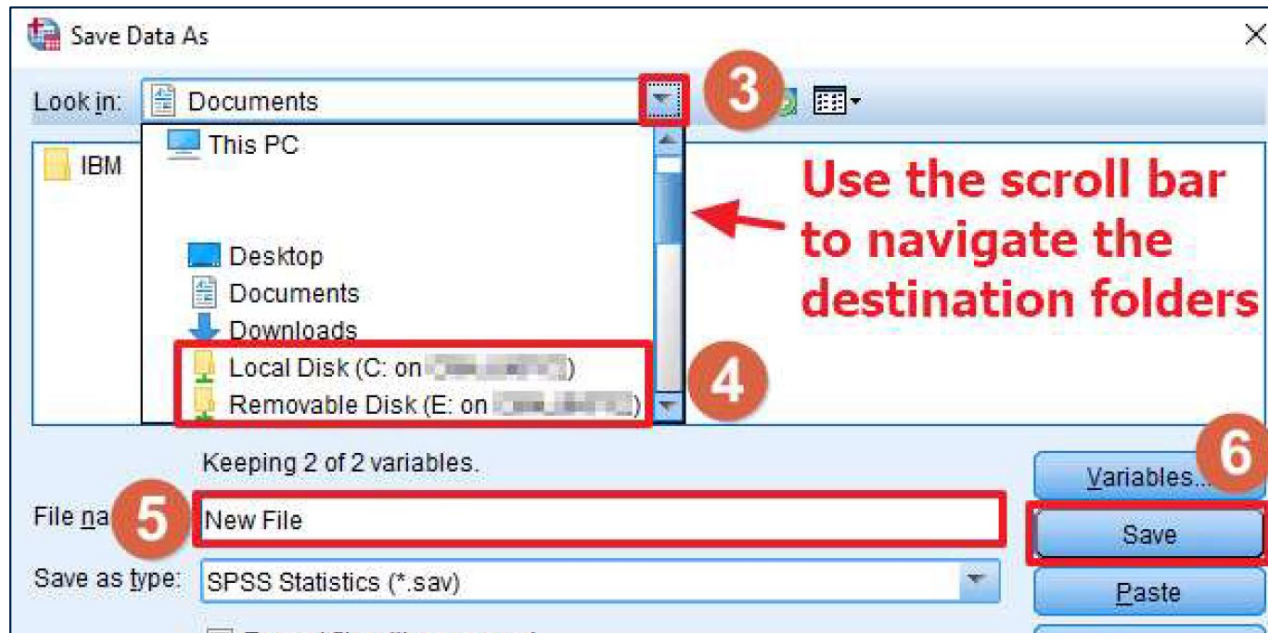 Save Data As
Look in: Documents
3
This PC
IBM
Use the scroll bar
to navigate the
destination folders
Desktop
Documents
Downloads
Local Disk (C: on )
Removable Disk (E: on )
4
Keeping 2 of 2 variables.
Variables...
6
File na
5
New File
Save
Save as type: SPSS Statistics (*.sav)
Paste